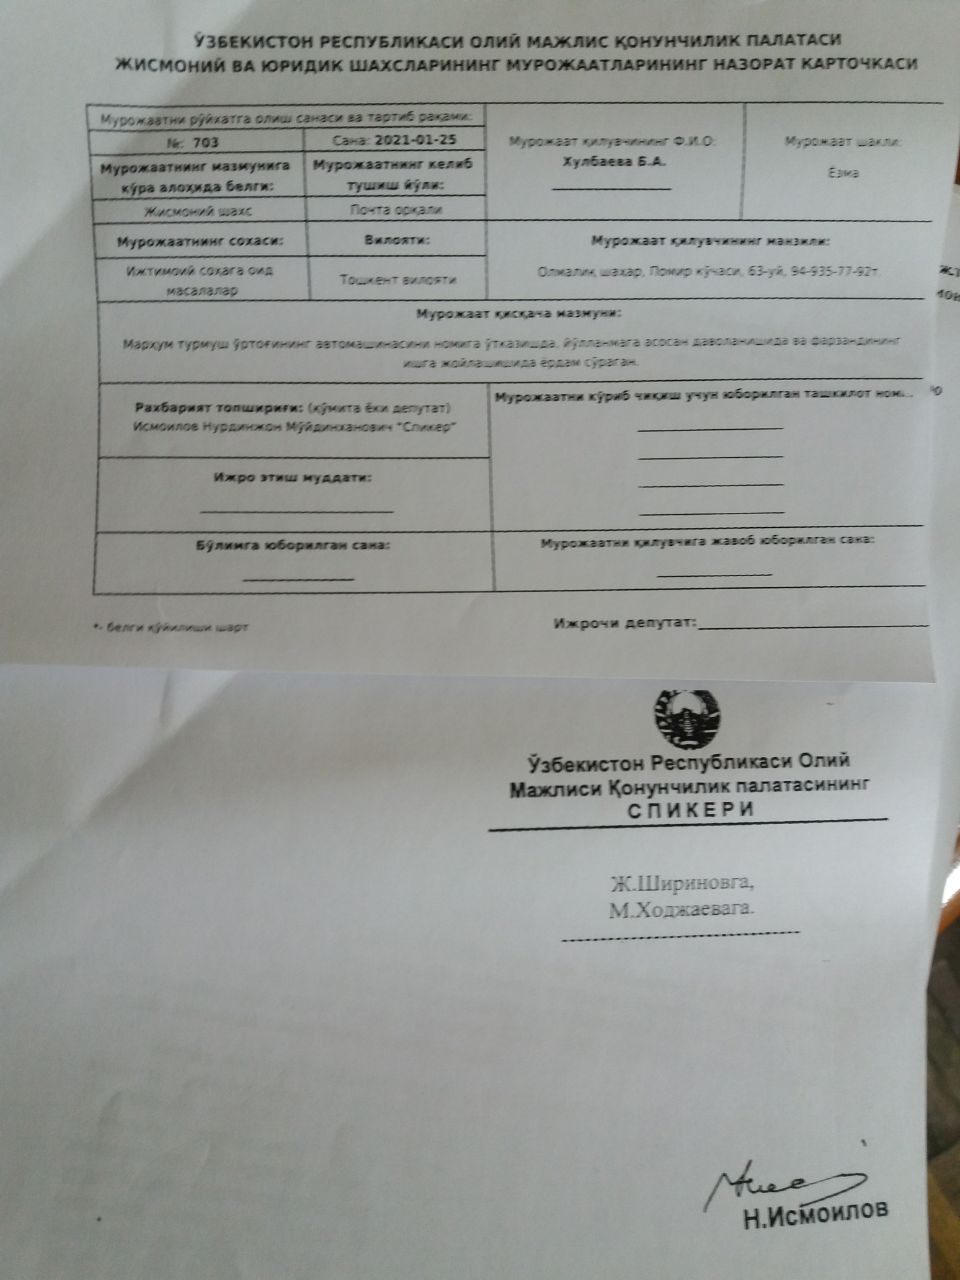 ЎЗБЕКИСТОН РЕСПУБЛИКАСИ ОЛИЙ МАЖЛИС ҚОНУНЧИЛИК ПАЛАТАСИ
ЖИСМОНИЙ ВА ЮРИДИК ШАХСЛАРИНИНГ МУРОЖААТЛАРИНИНГ НАЗОРАТ КАРТОЧКАСИ
Мурожаатни рўйхатга олиш санаси ва тартиб рақами:
№: 703
Сана: 2021-01-25
Мурожаат қилувчининг Ф.И.О:
Хулбаева Б.А.
Мурожаат шакли:
Ёзма
Мурожаатнинг мазмунига
кўра алоҳида белги:
Мурожаатнинг келиб
тушиш йўли:
Жисмоний шахс
Почта орқали
Мурожаатнинг соҳаси:
Вилояти:
Мурожаат қилувчининг манзили:
Ижтимоий соҳага оид
масалалар
Тошкент вилояти
Олмалиқ шаҳар, Помир кўчаси, 63-уй, 94-935-77-92т.
Мурожаат қисқача мазмуни:
Марҳум турмуш ўртоғининг автомашинасини номига ўтказишда, йўлланмага асосан даволанишида ва фарзандининг
ишга жойлашишида ёрдам сўраган.
Раҳбарият топшириғи: (қўмита ёки депутат)
Исмоилов Нурдинжон Мўйдинханович "Спикер"
Мурожаатни кўриб чиқиш учун юборилган ташкилот ном...
Ижро этиш муддати:
Бўлимга юборилган сана:
Мурожаатни қилувчига жавоб юборилган сана:
*- белги қўйилиши шарт
Ижрочи депутат:
Ўзбекистон Республикаси Олий
Мажлиси Қонунчилик палатасининг
СПИКЕРИ
Ж.Шириновга,
М.Ходжаевага.
Н.Исмоилов